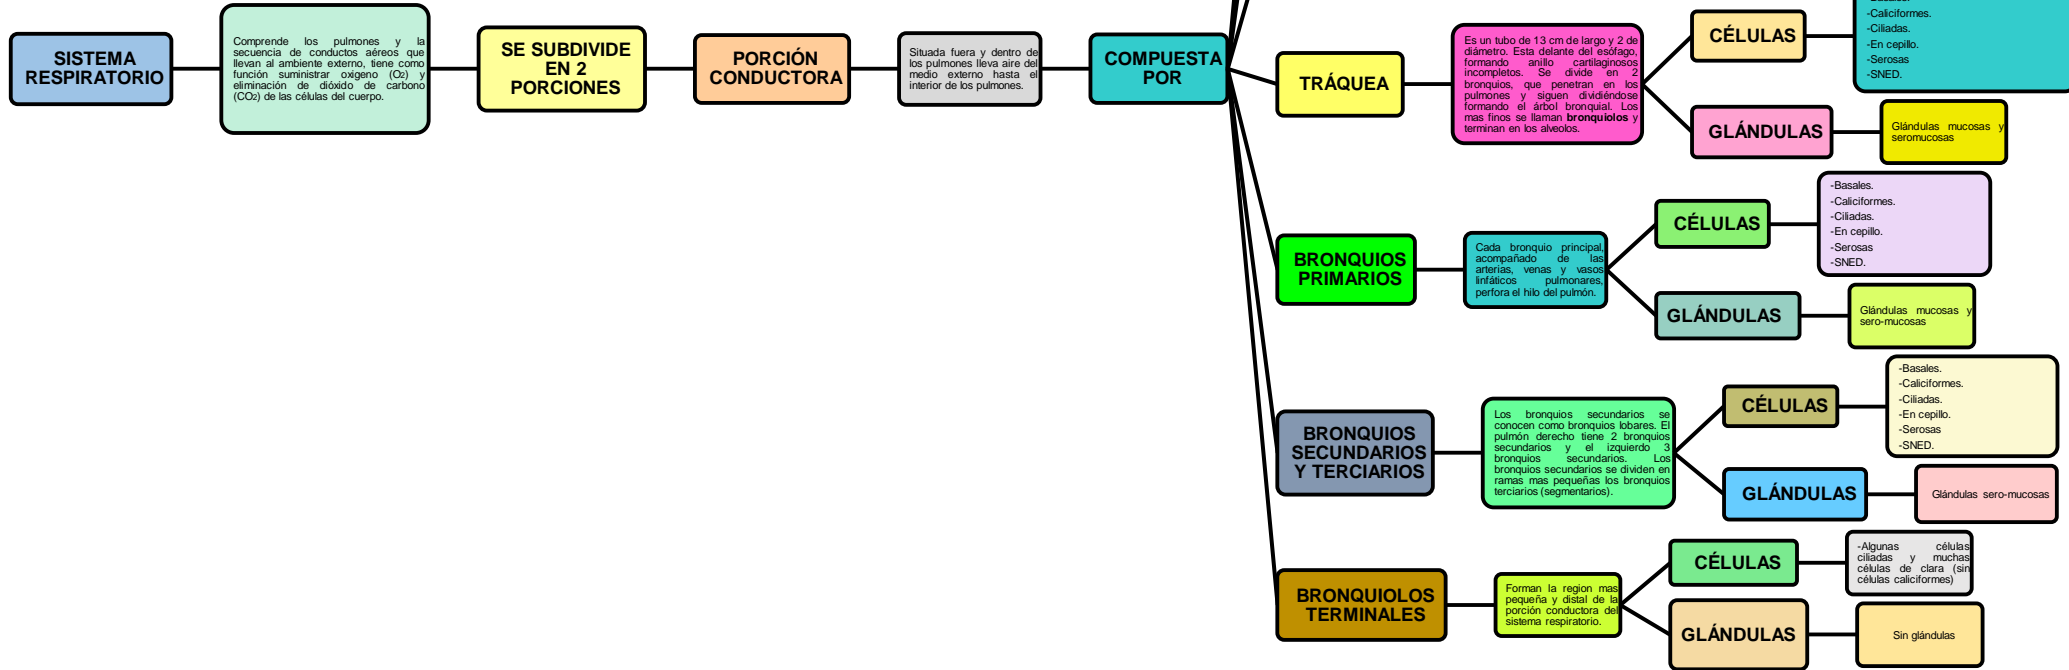 SISTEMA
RESPIRATORIO
Comprende los pulmones y la
secuencia de conductos aéreos que
llevan al ambiente externo, tiene como
función suministrar oxigeno (O2) y
eliminación de dióxido de carbono
(CO2) de las células del cuerpo.
SE SUBDIVIDE
EN 2
PORCIONES
PORCIÓN
CONDUCTORA
Situada fuera y dentro de
los pulmones lleva aire del
medio externo hasta el
interior de los pulmones.
COMPUESTA
POR
TRÁQUEA
Es un tubo de 13 cm de largo y 2 de
diámetro. Esta delante del esófago,
formando anillo cartilaginosos
incompletos. Se divide en 2
bronquios, que penetran en los
pulmones y siguen dividiéndose
formando el árbol bronquial. Los
mas finos se llaman bronquiolos y
terminan en los alveolos.
CÉLULAS
-Basales.
-Caliciformes.
-Ciliadas.
-En cepillo.
-Serosas
-SNED.
GLÁNDULAS
Glándulas mucosas y
seromucosas
BRONQUIOS
PRIMARIOS
Cada bronquio principal,
acompañado de las
arterias, venas y vasos
linfáticos pulmonares,
perfora el hilo del pulmón.
CÉLULAS
-Basales.
-Caliciformes.
-Ciliadas.
-En cepillo.
-Serosas
-SNED.
GLÁNDULAS
Glándulas mucosas y
sero-mucosas
BRONQUIOS
SECUNDARIOS
Y TERCIARIOS
Los bronquios secundarios se
conocen como bronquios lobares. El
pulmón derecho tiene 2 bronquios
secundarios y el izquierdo 3
bronquios secundarios. Los
bronquios secundarios se dividen en
ramas mas pequeñas los bronquios
terciarios (segmentarios).
CÉLULAS
-Basales.
-Caliciformes.
-Ciliadas.
-En cepillo.
-Serosas
-SNED.
GLÁNDULAS
Glándulas sero-mucosas
BRONQUIOLOS
TERMINALES
Forman la region mas
pequeña y distal de la
porción conductora del
sistema respiratorio.
CÉLULAS
-Algunas células
ciliadas y muchas
células de clara (sin
células caliciformes)
GLÁNDULAS
Sin glándulas